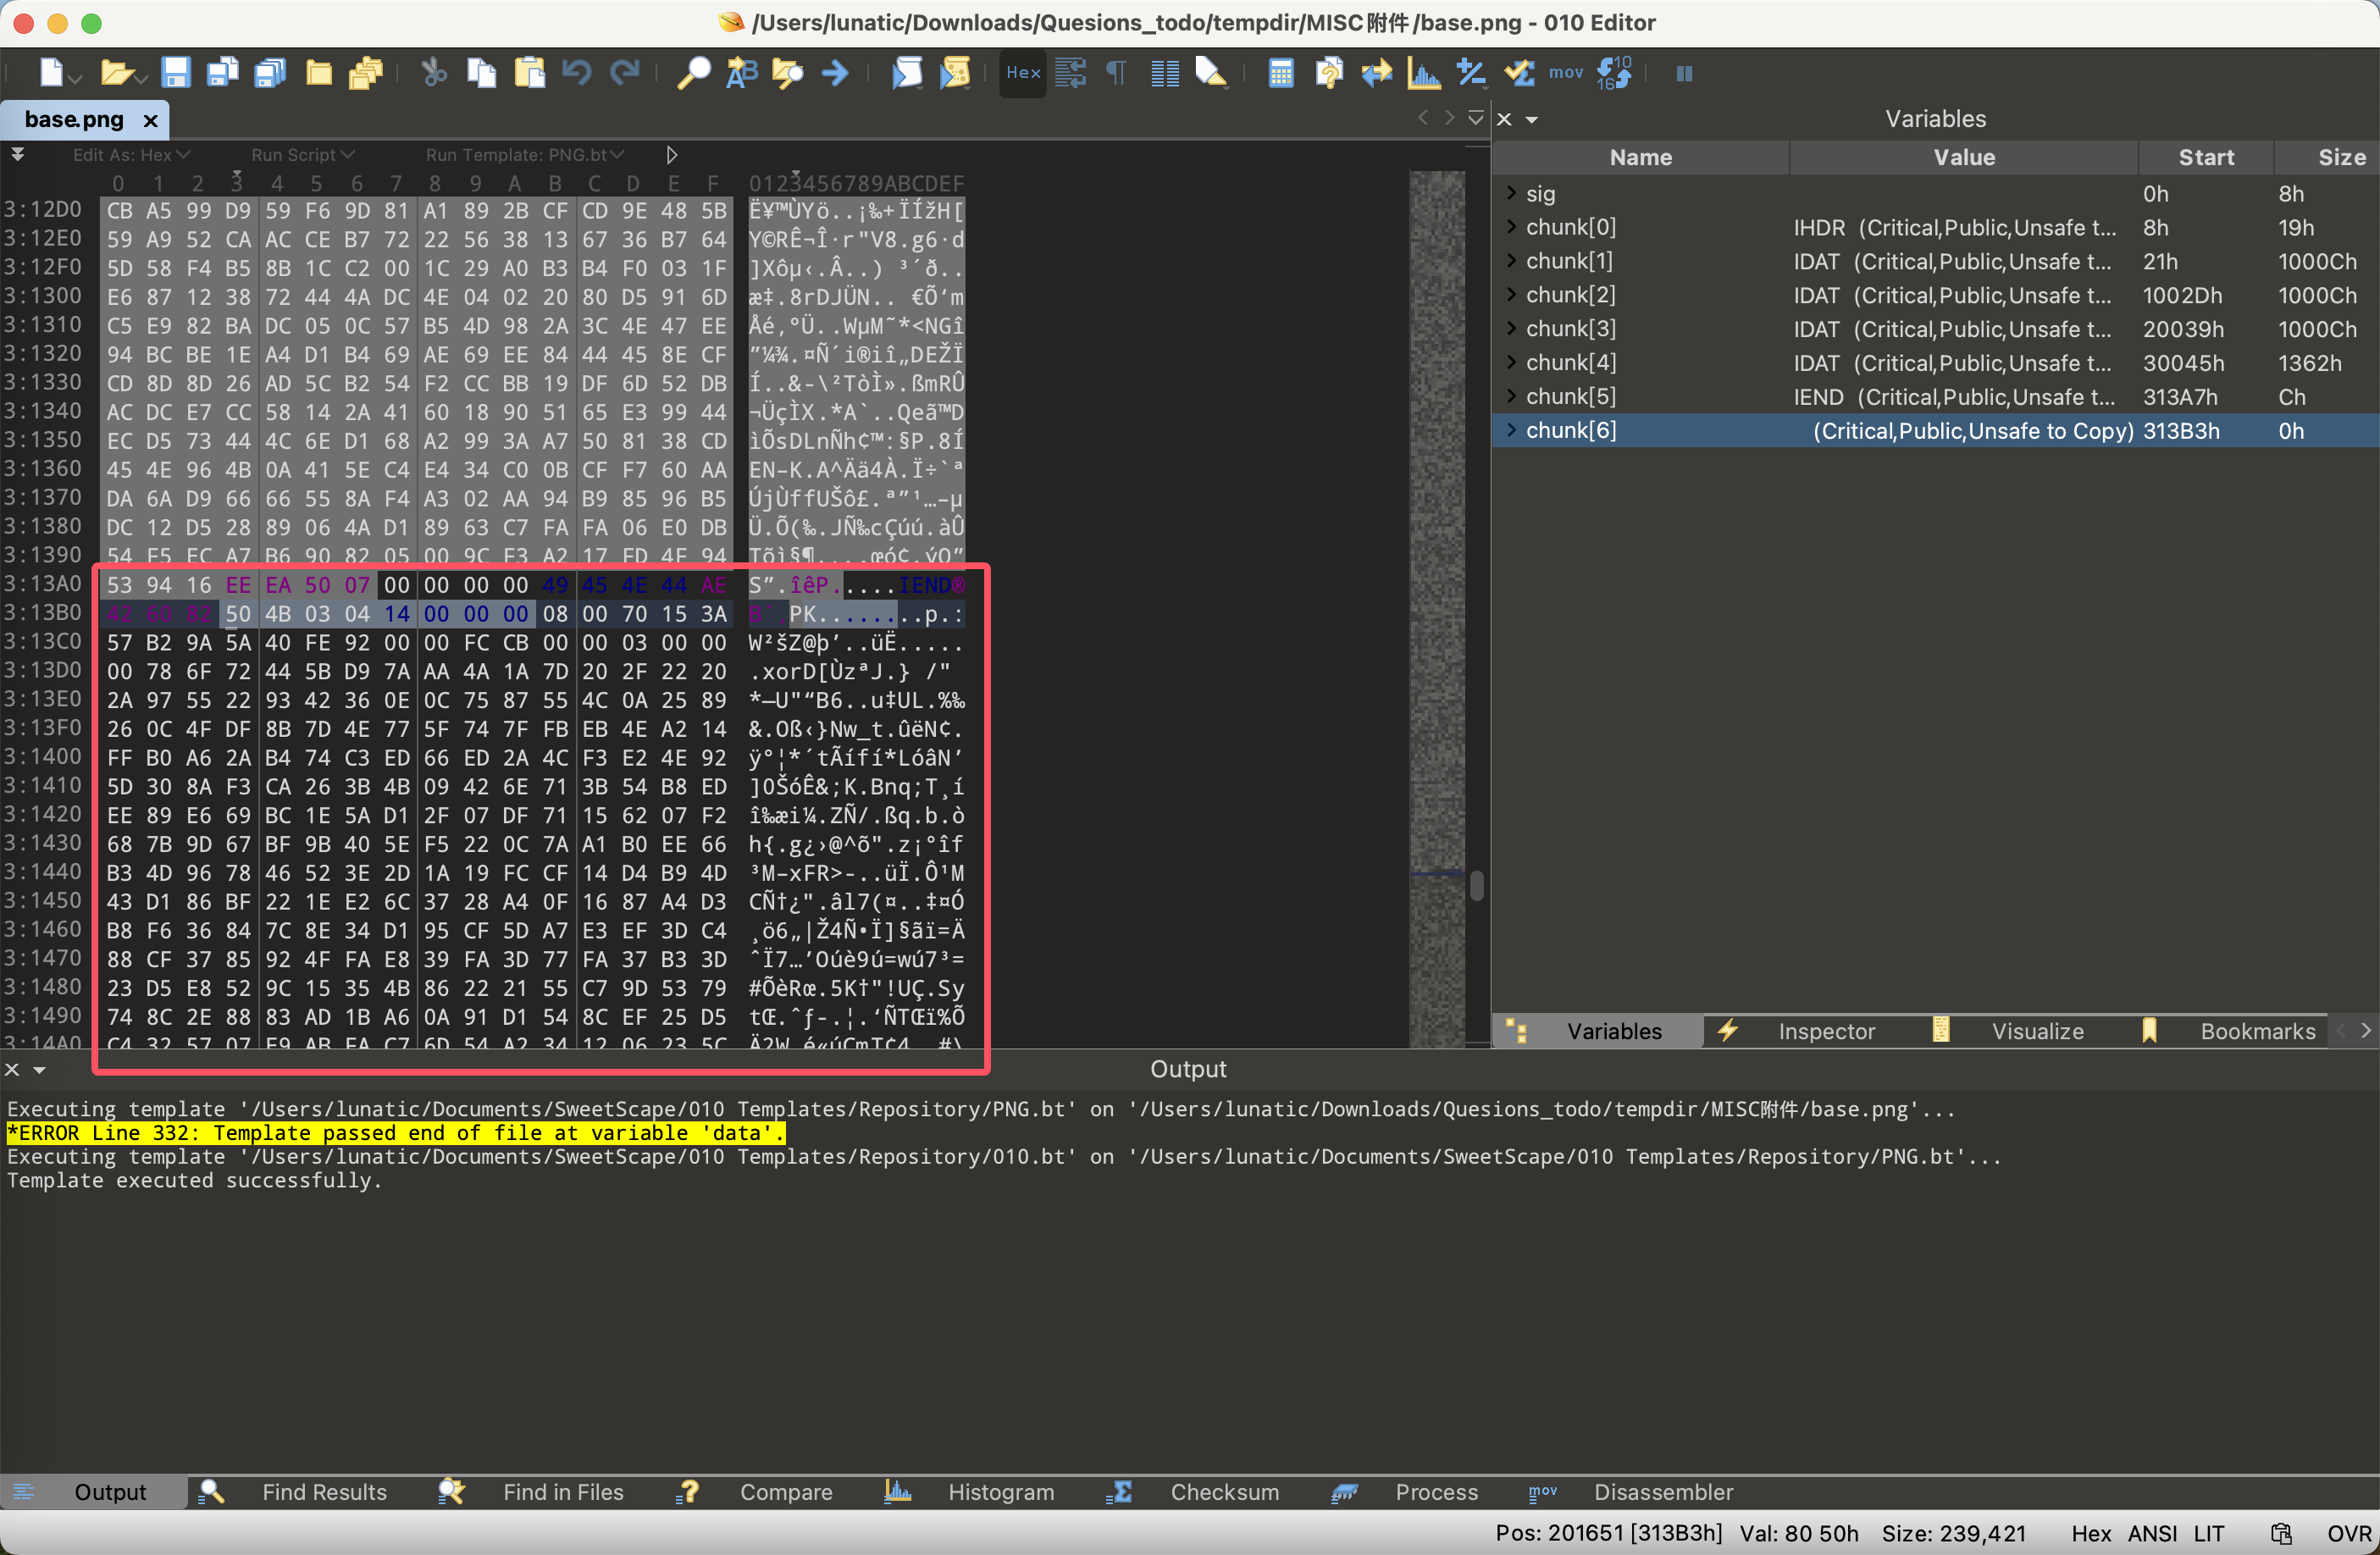 /Users/lunatic/Downloads/Quesions_todo/tempdir/MISC附件/base.png - 010 Editor
Hex
mov
base.png
Variables
Edit As: Hex Run Script Run Template: PNG.bt
Name Value Start Size
0 1 2 3 4 5 6 7 8 9 A B C D E F 0123456789ABCDEF
sig 0h 8h
chunk[0] IHDR (Critical,Public,Unsafe t... 8h 19h
chunk[1] IDAT (Critical,Public,Unsafe t... 21h 1000Ch
chunk[2] IDAT (Critical,Public,Unsafe t... 1002Dh 1000Ch
chunk[3] IDAT (Critical,Public,Unsafe t... 20039h 1000Ch
chunk[4] IDAT (Critical,Public,Unsafe t... 30045h 1362h
chunk[5] IEND (Critical,Public,Unsafe t... 313A7h Ch
chunk[6] (Critical,Public,Unsafe to Copy) 313B3h 0h
3:12D0 CB A5 99 D9 59 F6 9D 81 A1 89 2B CF CD 9E 48 5B Ë¥™ÙYö..¡‰+ÏÍžH[
3:12E0 59 A9 52 CA AC CE B7 72 22 56 38 13 67 36 B7 64 Y©RÊ¬Î·r"V8.g6·d
3:12F0 5D 58 F4 B5 8B 1C C2 00 1C 29 A0 B3 B4 F0 03 1F ]Xôµ‹.Â..) ³´ð..
3:1300 E6 87 12 38 72 44 4A DC 4E 04 02 20 80 D5 91 6D æ‡.8rDJÜN.. €Õ‘m
3:1310 C5 E9 82 BA DC 05 0C 57 B5 4D 98 2A 3C 4E 47 EE Åé‚ºÜ..WµM˜*<NGî
3:1320 94 BC BE 1E A4 D1 B4 69 AE 69 EE 84 44 45 8E CF ”¼¾.¤Ñ´i®iî„DEŽÏ
3:1330 CD 8D 8D 26 AD 5C B2 54 F2 CC BB 19 DF 6D 52 DB Í..&-\²TòÌ».ßmRÛ
3:1340 AC DC E7 CC 58 14 2A 41 60 18 90 51 65 E3 99 44 ¬ÜçÌX.*A`..Qeã™D
3:1350 EC D5 73 44 4C 6E D1 68 A2 99 3A A7 50 81 38 CD ìÕsDLnÑh¢™:§P.8Í
3:1360 45 4E 96 4B 0A 41 5E C4 E4 34 C0 0B CF F7 60 AA EN–K.A^Ää4À.Ï÷`ª
3:1370 DA 6A D9 66 66 55 8A F4 A3 02 AA 94 B9 85 96 B5 ÚjÙffUŠô£.ª”¹…–µ
3:1380 DC 12 D5 28 89 06 4A D1 89 63 C7 FA FA 06 E0 DB Ü.Õ(‰.JÑ‰cÇúú.àÛ
3:1390 54 F5 EC A7 B6 90 82 05 00 9C F3 A2 17 FD 4F 94 Tõì§¶.‚..œó¢.ýO”
3:13A0 53 94 16 EE EA 50 07 00 00 00 00 49 45 4E 44 AE S”.îêP.....IEND®
3:13B0 42 60 82 50 4B 03 04 14 00 00 00 08 00 70 15 3A B`‚PK........p.:
3:13C0 57 B2 9A 5A 40 FE 92 00 00 FC CB 00 00 03 00 00 W²šZ@þ’..üË.....
3:13D0 00 78 6F 72 44 5B D9 7A AA 4A 1A 7D 20 2F 22 20 .xorD[ÙzªJ.} /"
3:13E0 2A 97 55 22 93 42 36 0E 0C 75 87 55 4C 0A 25 89 *—U"“B6..u‡UL.%‰
3:13F0 26 0C 4F DF 8B 7D 4E 77 5F 74 7F FB EB 4E A2 14 &.Oß‹}Nw_t.ûëN¢.
3:1400 FF B0 A6 2A B4 74 C3 ED 66 ED 2A 4C F3 E2 4E 92 ÿ°¦*´tÃífí*LóâN’
3:1410 5D 30 8A F3 CA 26 3B 4B 09 42 6E 71 3B 54 B8 ED ]0ŠóÊ&;K.Bnq;T¸í
3:1420 EE 89 E6 69 BC 1E 5A D1 2F 07 DF 71 15 62 07 F2 î‰æi¼.ZÑ/.ßq.b.ò
3:1430 68 7B 9D 67 BF 9B 40 5E F5 22 0C 7A A1 B0 EE 66 h{.g¿›@^õ".z¡°îf
3:1440 B3 4D 96 78 46 52 3E 2D 1A 19 FC CF 14 D4 B9 4D ³M–xFR>-..üÏ.Ô¹M
3:1450 43 D1 86 BF 22 1E E2 6C 37 28 A4 0F 16 87 A4 D3 CÑ†¿".âl7(¤..‡¤Ó
3:1460 B8 F6 36 84 7C 8E 34 D1 95 CF 5D A7 E3 EF 3D C4 ¸ö6„|Ž4Ñ•Ï]§ãï=Ä
3:1470 88 CF 37 85 92 4F FA E8 39 FA 3D 77 FA 37 B3 3D ˆÏ7…’Oúè9ú=wú7³=
3:1480 23 D5 E8 52 9C 15 35 4B 86 22 21 55 C7 9D 53 79 #ÕèRœ.5K†"!UÇ.Sy
3:1490 74 8C 2E 88 83 AD 1B A6 0A 91 D1 54 8C EF 25 D5 tŒ.ˆƒ-.¦.‘ÑTŒï%Õ
3:14A0 C4 32 57 07 E9 AB FA C7 6D 54 A2 34 12 06 23 5C Ä2W.é«úÇmT¢4..#\
Variables Inspector Visualize Bookmarks
Output
Executing template '/Users/lunatic/Documents/SweetScape/010 Templates/Repository/PNG.bt' on '/Users/lunatic/Downloads/Quesions_todo/tempdir/MISC附件/base.png'...
*ERROR Line 332: Template passed end of file at variable 'data'.
Executing template '/Users/lunatic/Documents/SweetScape/010 Templates/Repository/010.bt' on '/Users/lunatic/Documents/SweetScape/010 Templates/Repository/PNG.bt'...
Template executed successfully.
Output Find Results Find in Files Compare Histogram Checksum Process mov Disassembler
Pos: 201651 [313B3h] Val: 80 50h Size: 239,421 Hex ANSI LIT OVR